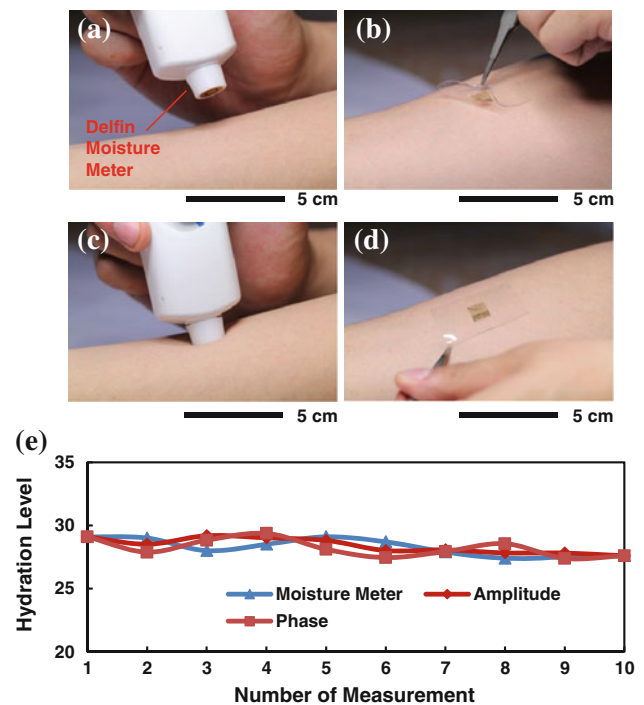 (a)
Delfin
Moisture
Meter
5 cm
(b)
5 cm
(c)
5 cm
(d)
5 cm
(e)
35
30
25
20
Hydration Level
Moisture Meter
Amplitude
Phase
1 2 3 4 5 6 7 8 9 10
Number of Measurement